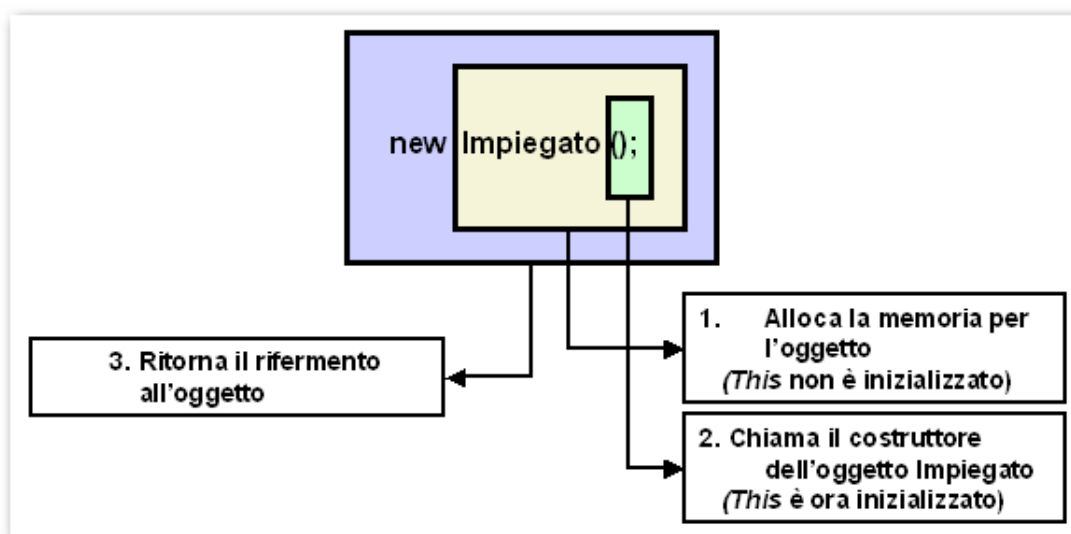 new Impiegato ();
1. Alloca la memoria per
l'oggetto
(This non è inizializzato)
3. Ritorna il rifermento
all'oggetto
2. Chiama il costruttore
dell'oggetto Impiegato
(This è ora inizializzato)